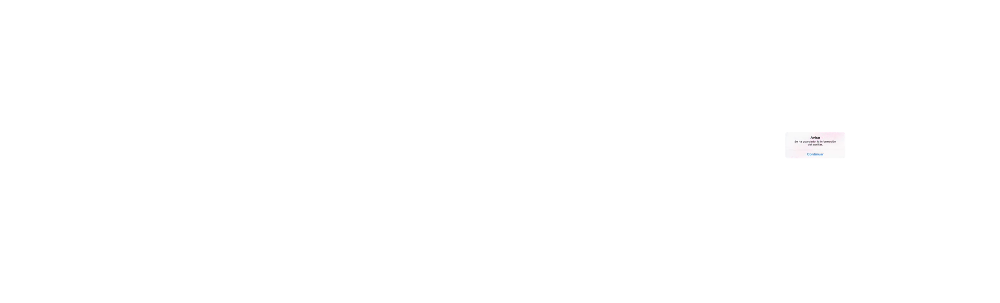 Aviso
Se ha guardado  la información
del auxiliar.
Continuar